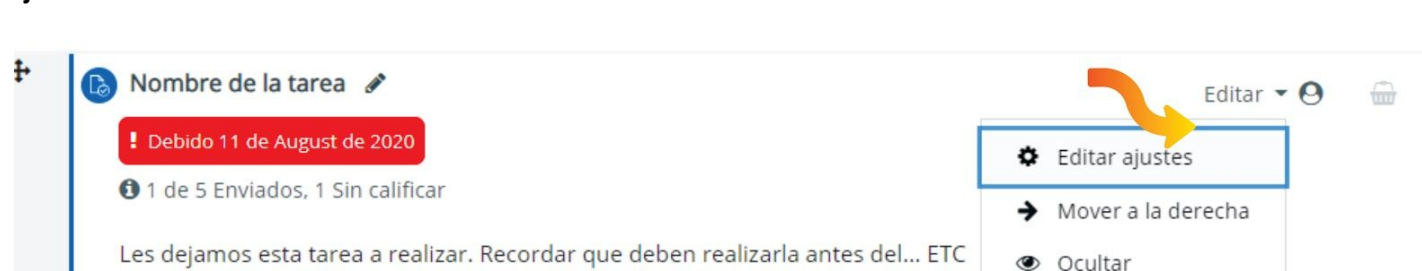 Nombre de la tarea
Editar
! Debido 11 de August de 2020
Editar ajustes
1 de 5 Enviados, 1 Sin calificar
Mover a la derecha
Les dejamos esta tarea a realizar. Recordar que deben realizarla antes del... ETC
Ocultar